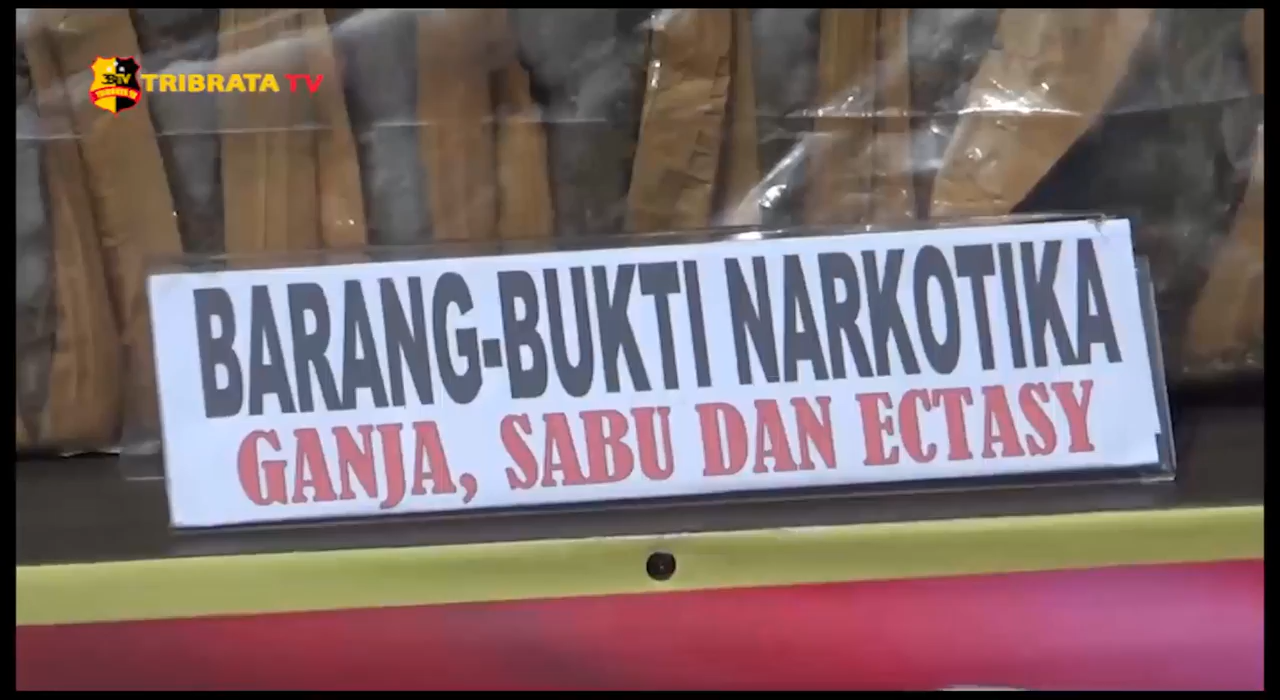 TRIBRATA TV
BARANG-BUKTI NARKOTIKA
GANJA, SABU DAN ECTASY